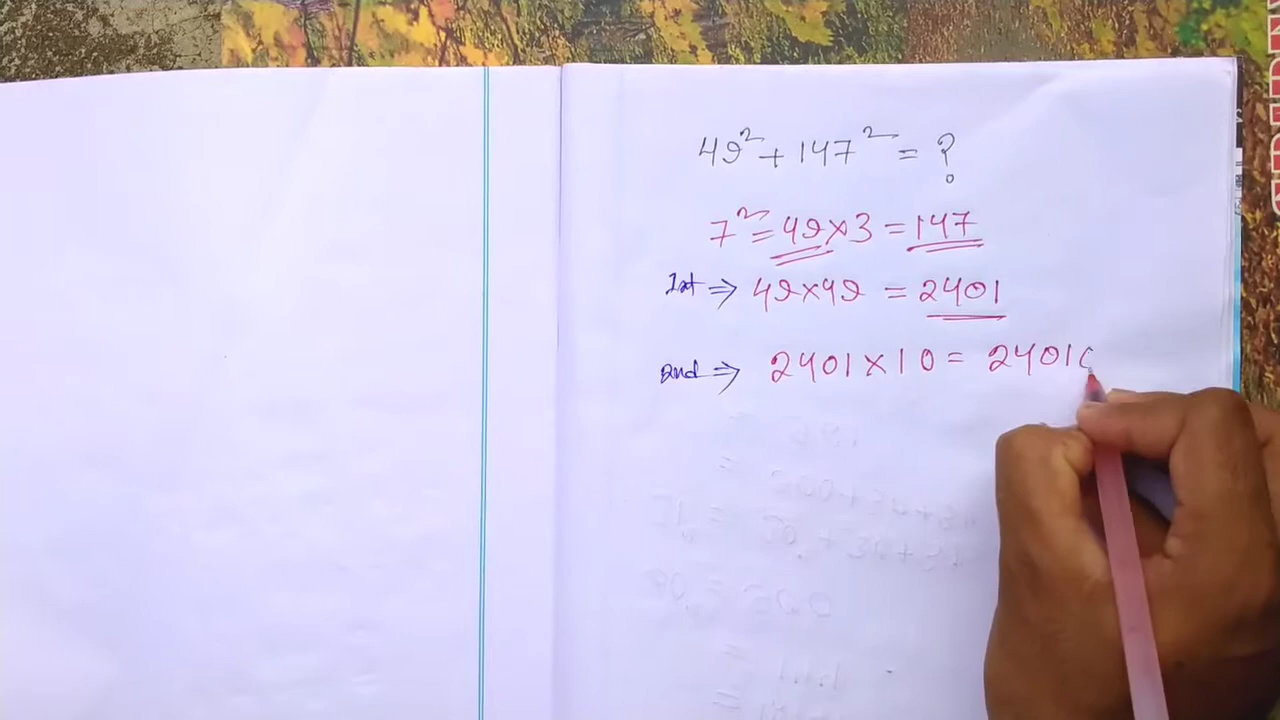 49² + 147² = ?
7² = 49×3 = 147
1st ⇒ 49×49 = 2401
2nd ⇒ 2401×10 = 24010